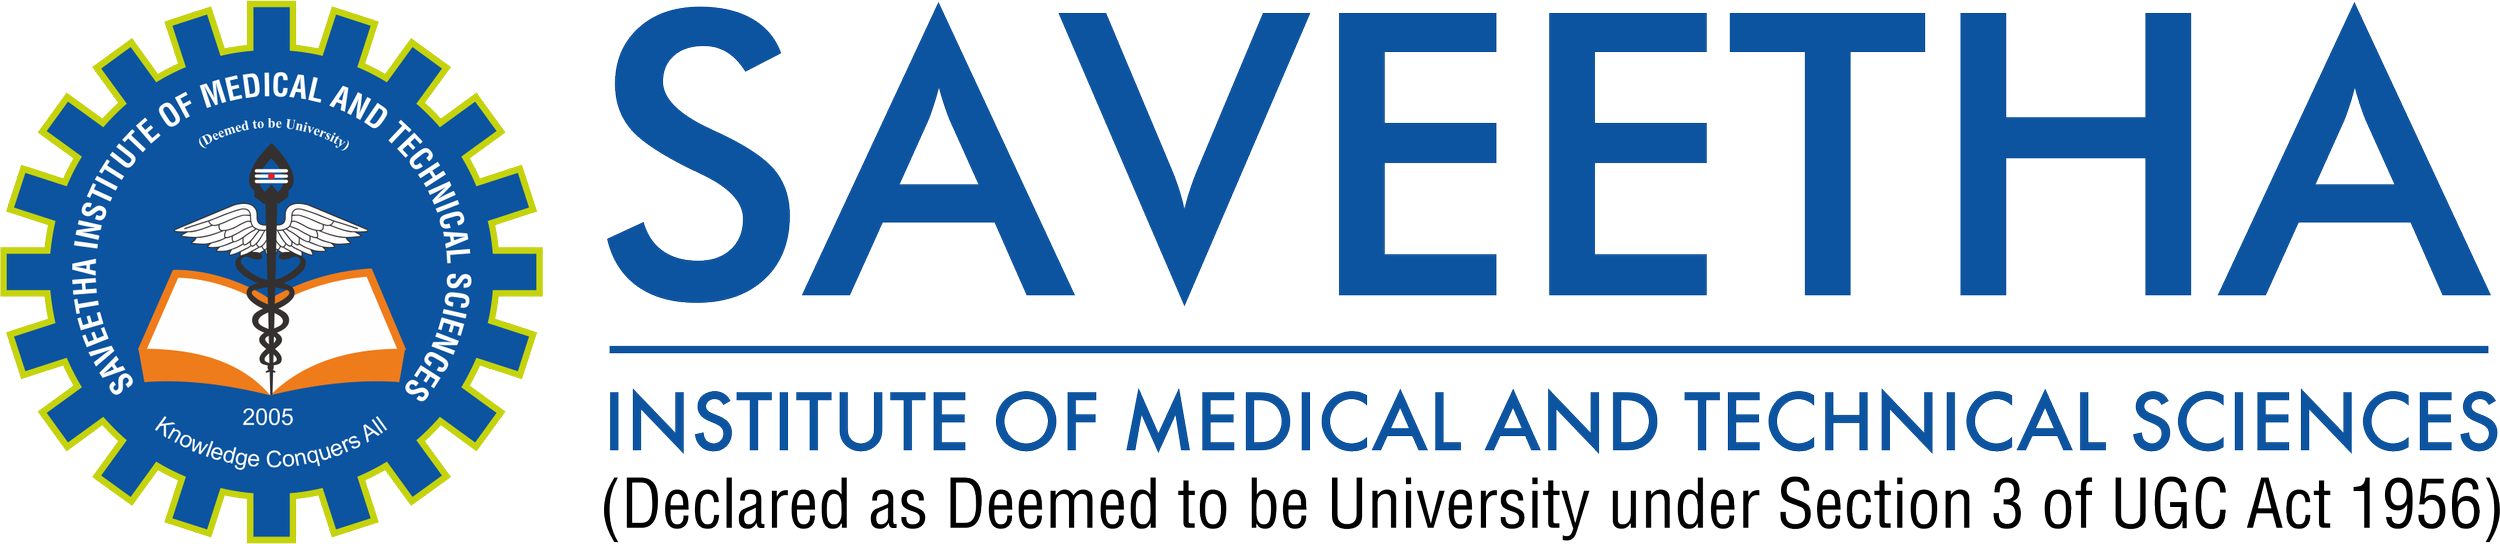 SAVEETHA INSTITUTE OF MEDICAL AND TECHNICAL SCIENCES
(Deemed to be University)
2005
Knowledge Conquers All
SAVEETHA
INSTITUTE OF MEDICAL AND TECHNICAL SCIENCES
(Declared as Deemed to be University under Section 3 of UGC Act 1956)